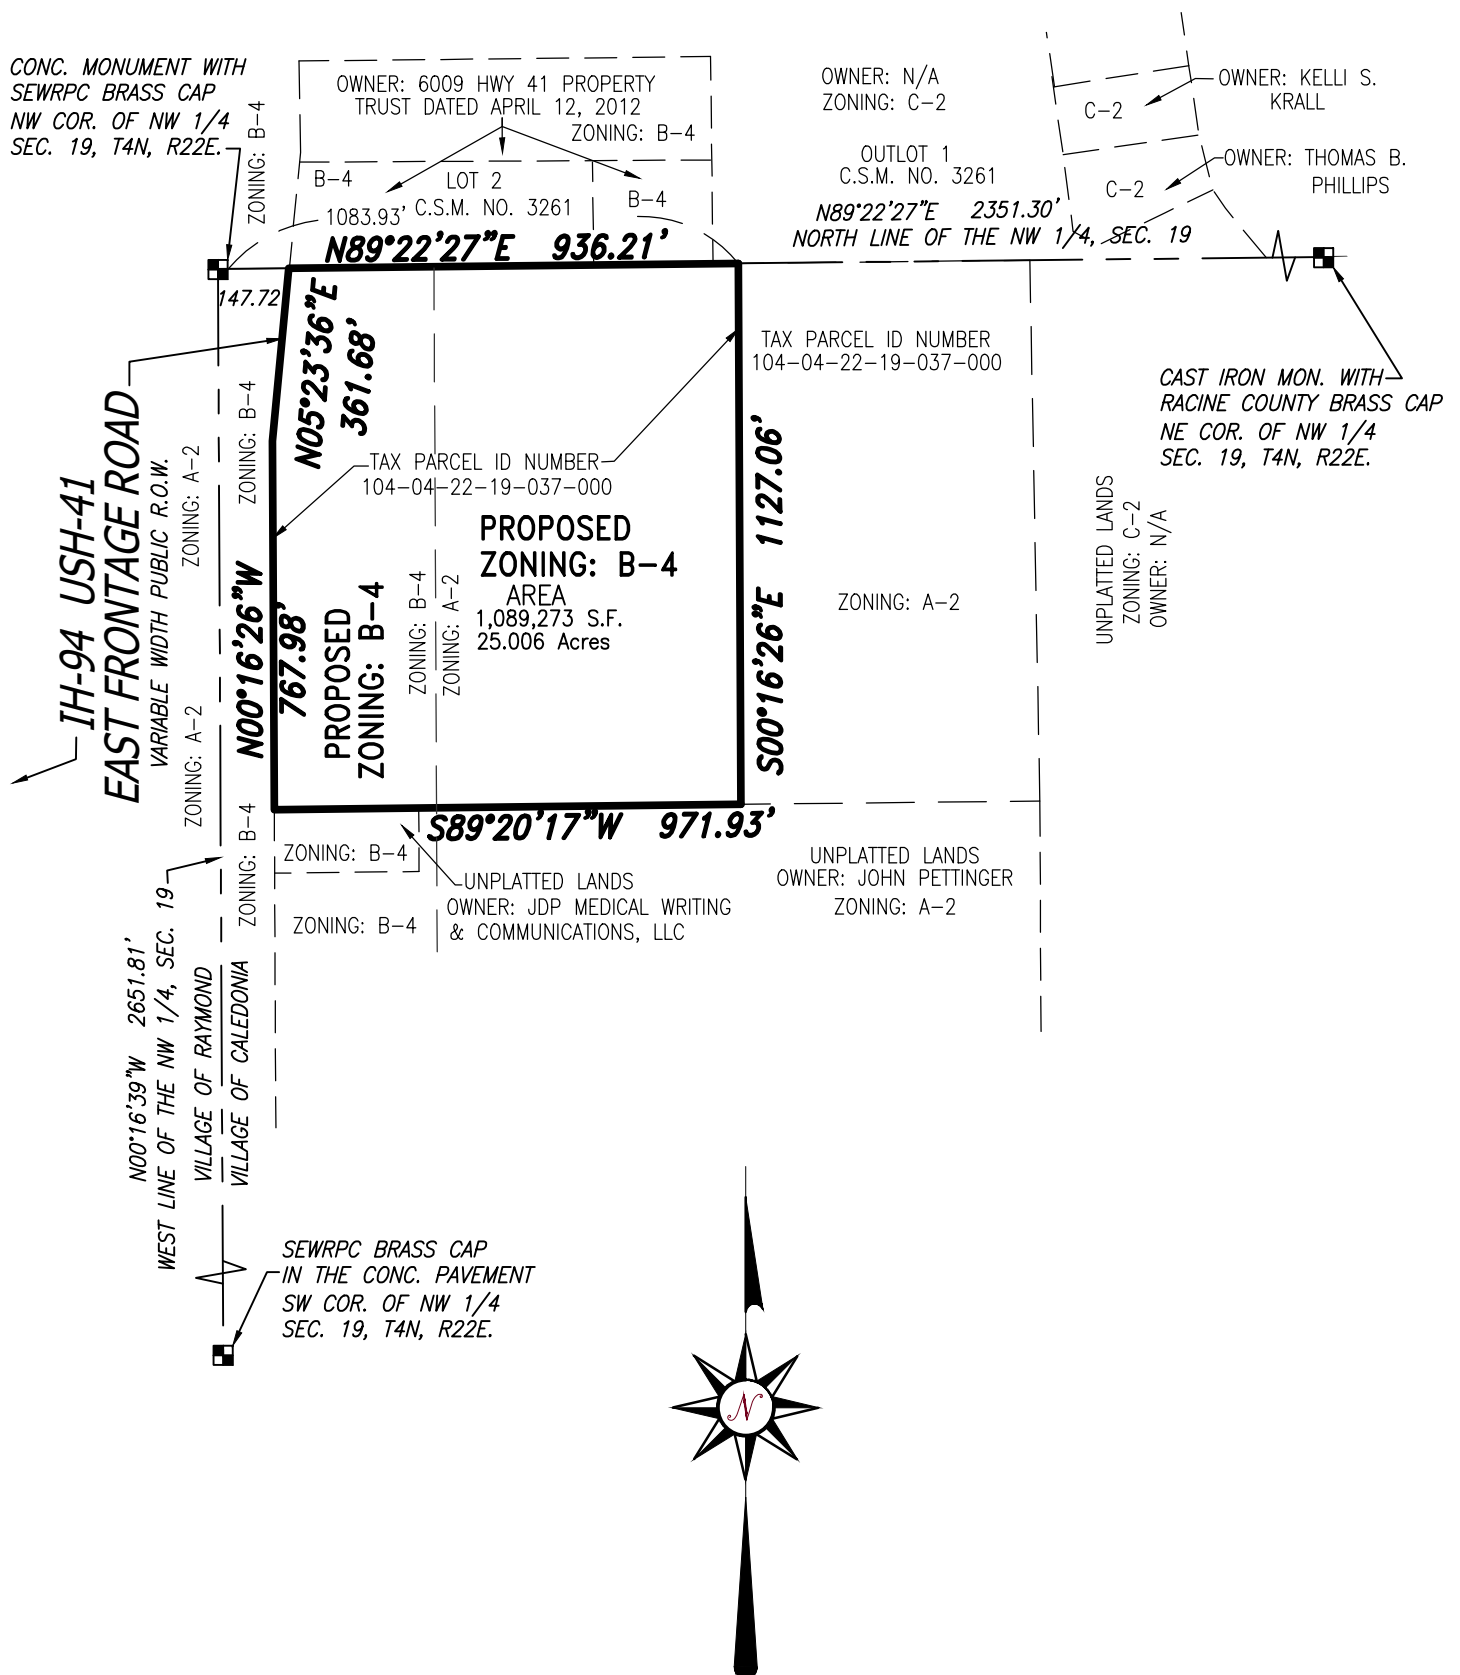 CONC. MONUMENT WITH
SEWRPC BRASS CAP
NW COR. OF NW 1/4
SEC. 19, T4N, R22E.
ZONING: B-4
OWNER: 6009 HWY 41 PROPERTY
TRUST DATED APRIL 12, 2012
ZONING: B-4
B-4
LOT 2
C.S.M. NO. 3261
B-4
1083.93'
OWNER: N/A
ZONING: C-2
OUTLOT 1
C.S.M. NO. 3261
C-2
OWNER: KELLI S.
KRALL
C-2
OWNER: THOMAS B.
PHILLIPS
N89°22'27"E 2351.30'
NORTH LINE OF THE NW 1/4, SEC. 19
N89°22'27"E 936.21'
147.72
N05°23'36"E
361.68'
TAX PARCEL ID NUMBER
104-04-22-19-037-000
CAST IRON MON. WITH
RACINE COUNTY BRASS CAP
NE COR. OF NW 1/4
SEC. 19, T4N, R22E.
IH-94 USH-41
EAST FRONTAGE ROAD
VARIABLE WIDTH PUBLIC R.O.W.
ZONING: A-2
ZONING: B-4
TAX PARCEL ID NUMBER
104-04-22-19-037-000
PROPOSED
ZONING: B-4
AREA
1,089,273 S.F.
25.006 Acres
S00°16'26"E 1127.06'
ZONING: A-2
UNPLATTED LANDS
ZONING: C-2
OWNER: N/A
N00°16'26"W
767.98'
PROPOSED
ZONING: B-4
ZONING: B-4
ZONING: A-2
ZONING: A-2
ZONING: B-4
S89°20'17"W 971.93'
ZONING: B-4
ZONING: B-4
UNPLATTED LANDS
OWNER: JDP MEDICAL WRITING
& COMMUNICATIONS, LLC
UNPLATTED LANDS
OWNER: JOHN PETTINGER
ZONING: A-2
N00°16'39"W 2651.81'
WEST LINE OF THE NW 1/4, SEC. 19
VILLAGE OF RAYMOND
VILLAGE OF CALEDONIA
SEWRPC BRASS CAP
IN THE CONC. PAVEMENT
SW COR. OF NW 1/4
SEC. 19, T4N, R22E.
N